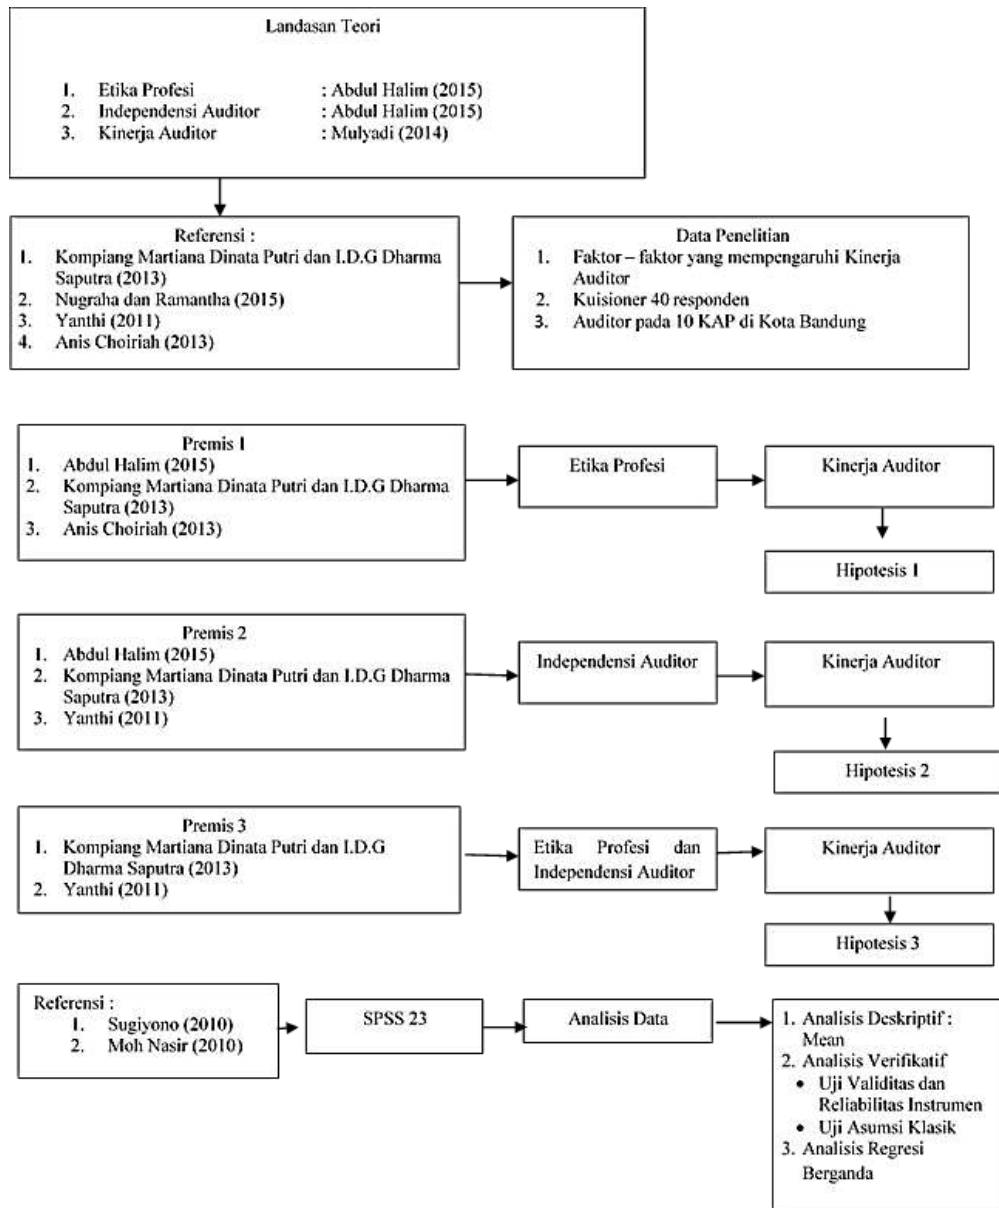 Landasan Teori
1. Etika Profesi : Abdul Halim (2015)
2. Independensi Auditor : Abdul Halim (2015)
3. Kinerja Auditor : Mulyadi (2014)
Referensi :
1. Kompiang Martiana Dinata Putri dan I.D.G Dharma
Saputra (2013)
2. Nugraha dan Ramantha (2015)
3. Yanthi (2011)
4. Anis Choiriah (2013)
Data Penelitian
1. Faktor – faktor yang mempengaruhi Kinerja
Auditor
2. Kuisioner 40 responden
3. Auditor pada 10 KAP di Kota Bandung
Premis 1
1. Abdul Halim (2015)
2. Kompiang Martiana Dinata Putri dan I.D.G Dharma
Saputra (2013)
3. Anis Choiriah (2013)
Etika Profesi
Kinerja Auditor
Hipotesis 1
Premis 2
1. Abdul Halim (2015)
2. Kompiang Martiana Dinata Putri dan I.D.G Dharma
Saputra (2013)
3. Yanthi (2011)
Independensi Auditor
Kinerja Auditor
Hipotesis 2
Premis 3
1. Kompiang Martiana Dinata Putri dan I.D.G
Dharma Saputra (2013)
2. Yanthi (2011)
Etika Profesi dan
Independensi Auditor
Kinerja Auditor
Hipotesis 3
Referensi :
1. Sugiyono (2010)
2. Moh Nasir (2010)
SPSS 23
Analisis Data
1. Analisis Deskriptif :
Mean
2. Analisis Verifikatif
• Uji Validitas dan
Reliabilitas Instrumen
• Uji Asumsi Klasik
3. Analisis Regresi
Berganda